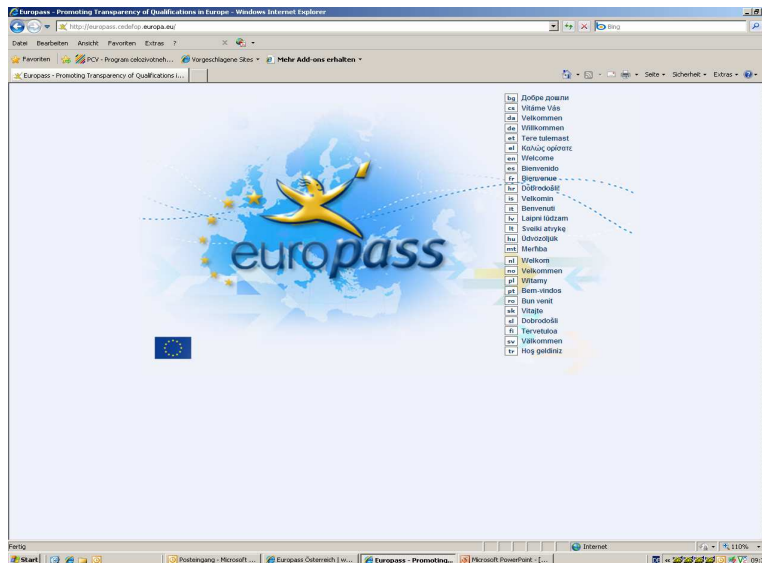 Europass - Promoting Transparency of Qualifications in Europe - Windows Internet Explorer
http://europass.cedefop.europa.eu/
Bing
Datei Bearbeiten Ansicht Favoriten Extras ?
Favoriten PCV - Program celozivotneh... Vorgeschlagene Sites Mehr Add-ons erhalten
Europass - Promoting Transparency of Qualifications i...
Seite Sicherheit Extras
bg Добре дошли
cs Vítáme Vás
da Velkommen
de Willkommen
et Tere tulemast
el Καλώς ορίσατε
en Welcome
es Bienvenido
fr Bienvenue
hr Dobrodošli
is Velkomin
it Benvenuti
lv Laipni lūdzam
lt Sveiki atvykę
hu Üdvözöljük
mt Merħba
nl Welkom
no Velkommen
pl Witamy
pt Bem-vindos
ro Bun venit
sk Vitajte
sl Dobrodošli
fi Tervetuloa
sv Välkommen
tr Hoş geldiniz
europass
Fertig
Internet
110%
Start
Posteingang - Microsoft ...
Europass Österreich | w...
Europass - Promoting...
Microsoft PowerPoint - [...